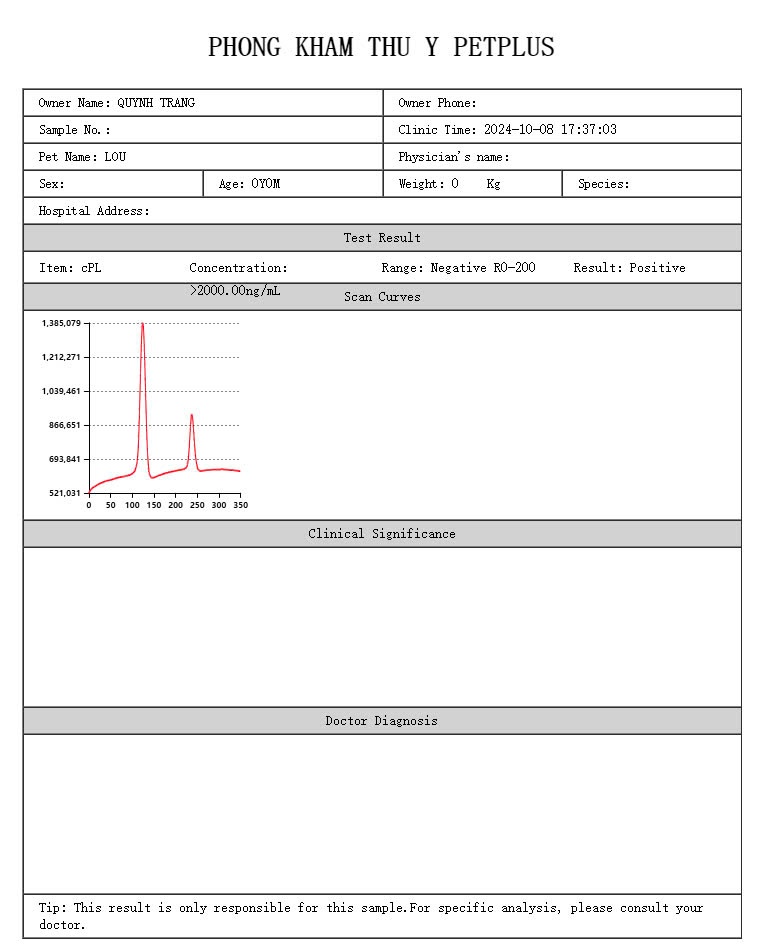 PHONG KHAM THU Y PETPLUS
Owner Name: QUYNH TRANG Owner Phone:
Sample No.: Clinic Time: 2024-10-08 17:37:03
Pet Name: LOU Physician's name:
Sex: Age: 0Y0M Weight: 0 Kg Species:
Hospital Address:
Test Result
Item: cPL Concentration: Range: Negative R0-200 Result: Positive
>2000.00ng/mL
Scan Curves
1,385,079
1,212,271
1,039,461
866,651
693,841
521,031
0 50 100 150 200 250 300 350
Clinical Significance
Doctor Diagnosis
Tip: This result is only responsible for this sample.For specific analysis, please consult your
doctor.